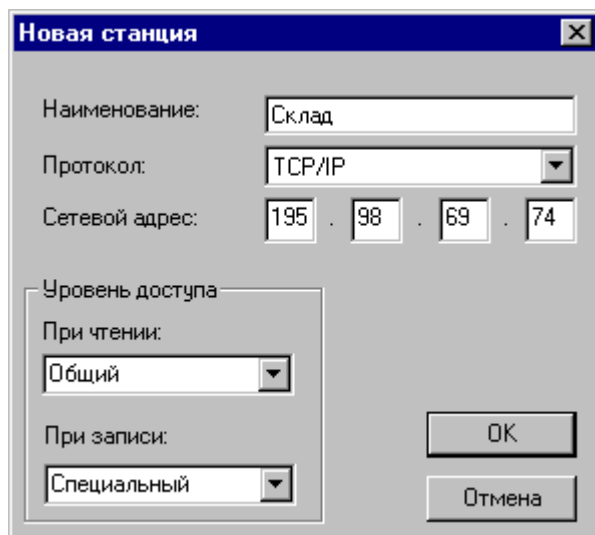 Новая станция
Наименование: Склад
Протокол: TCP/IP
Сетевой адрес: 195 . 98 . 69 . 74
Уровень доступа
При чтении:
Общий
При записи:
Специальный
OK
Отмена